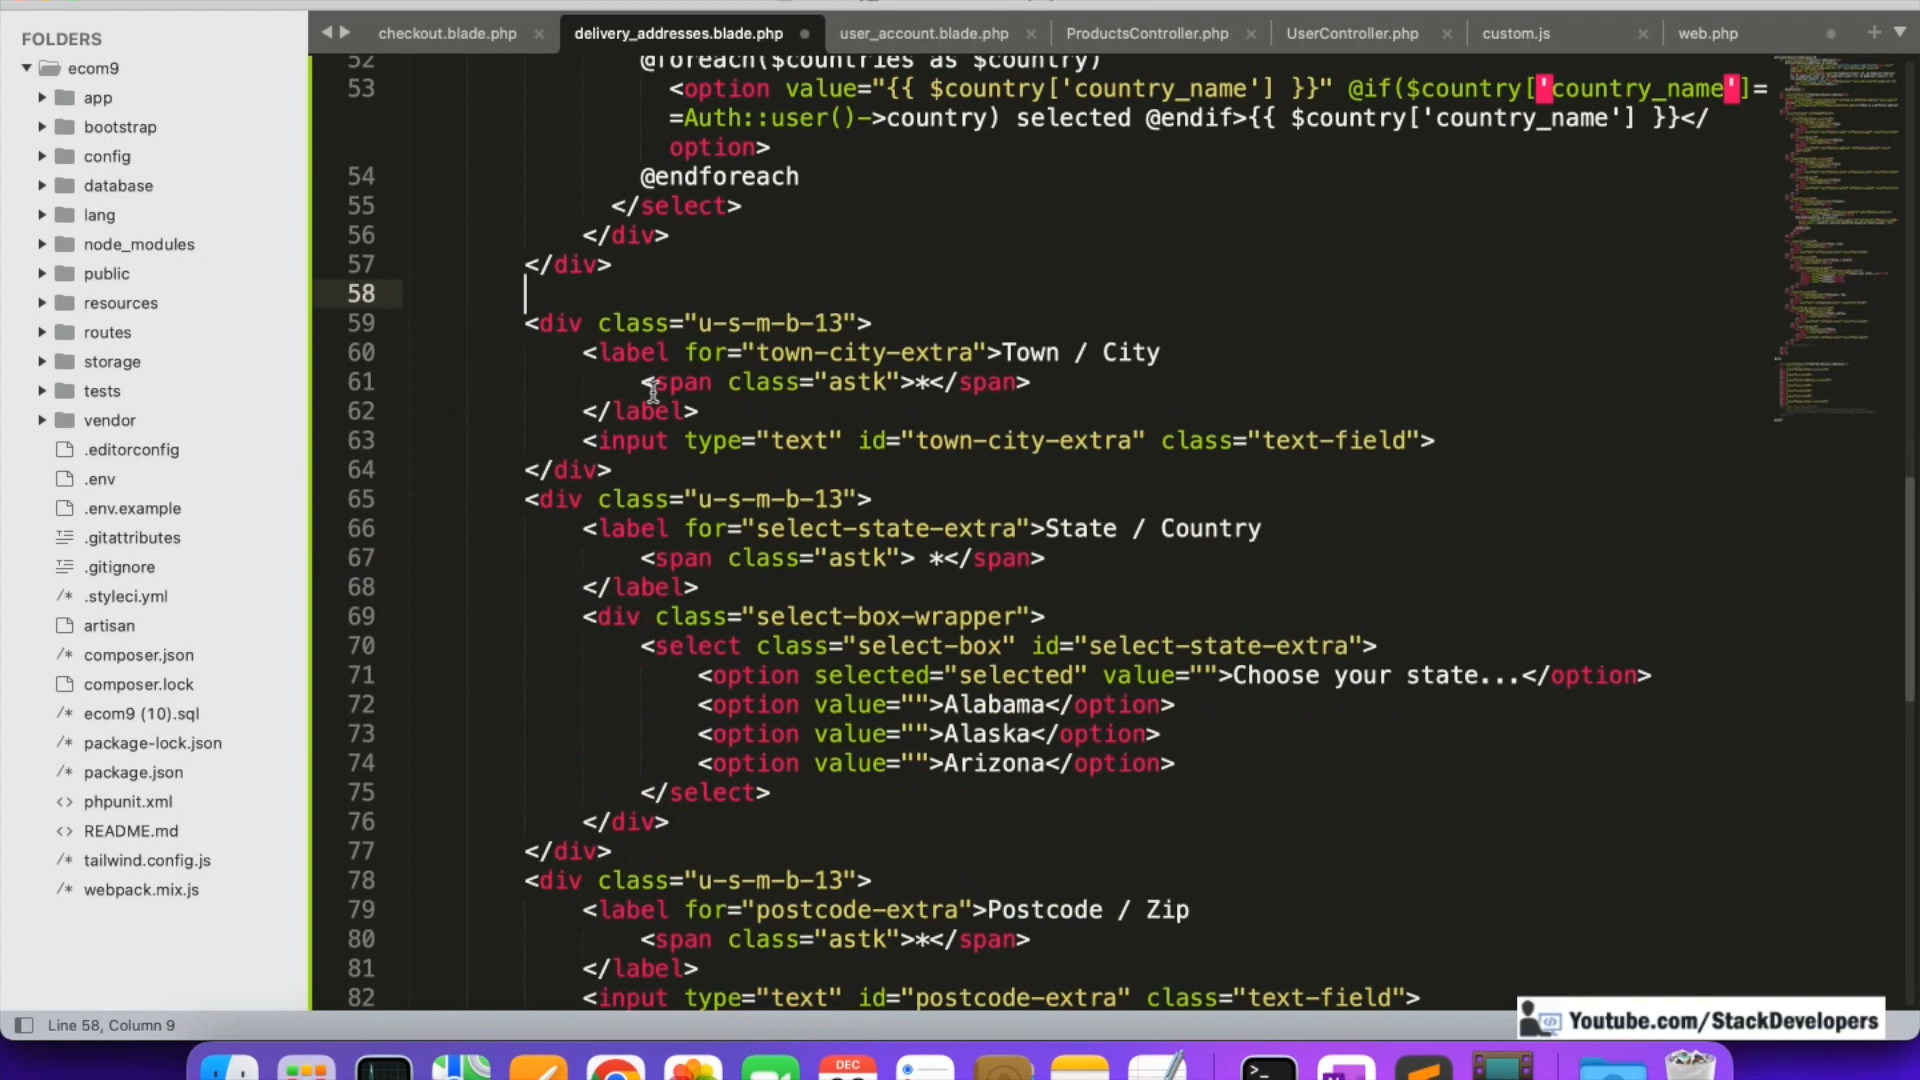 FOLDERS
ecom9
app
bootstrap
config
database
lang
node_modules
public
resources
routes
storage
tests
vendor
.editorconfig
.env
.env.example
.gitattributes
.gitignore
/* .styleci.yml
artisan
/* composer.json
composer.lock
/* ecom9 (10).sql
/* package-lock.json
/* package.json
<> phpunit.xml
<> README.md
/* tailwind.config.js
/* webpack.mix.js
checkout.blade.php × delivery_addresses.blade.php user_account.blade.php × ProductsController.php × UserController.php × custom.js × web.php
52 @foreach($countries as $country)
53 <option value="{{ $country['country_name'] }}" @if($country['country_name']=
=Auth::user()->country) selected @endif>{{ $country['country_name'] }}</
option>
54 @endforeach
55 </select>
56 </div>
57 </div>
58
59 <div class="u-s-m-b-13">
60 <label for="town-city-extra">Town / City
61 <span class="astk">*</span>
62 </label>
63 <input type="text" id="town-city-extra" class="text-field">
64 </div>
65 <div class="u-s-m-b-13">
66 <label for="select-state-extra">State / Country
67 <span class="astk"> *</span>
68 </label>
69 <div class="select-box-wrapper">
70 <select class="select-box" id="select-state-extra">
71 <option selected="selected" value="">Choose your state...</option>
72 <option value="">Alabama</option>
73 <option value="">Alaska</option>
74 <option value="">Arizona</option>
75 </select>
76 </div>
77 </div>
78 <div class="u-s-m-b-13">
79 <label for="postcode-extra">Postcode / Zip
80 <span class="astk">*</span>
81 </label>
82 <input type="text" id="postcode-extra" class="text-field">
Line 58, Column 9
Youtube.com/StackDevelopers
DEC